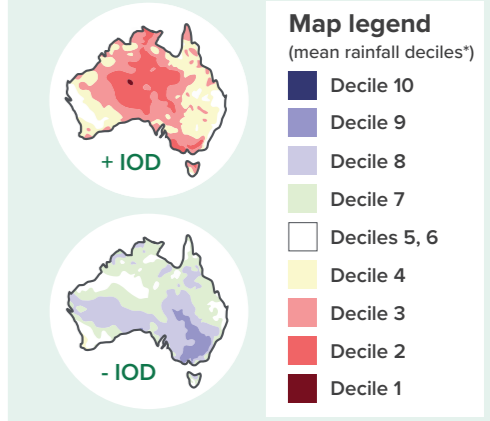 + IOD
- IOD
Map legend
(mean rainfall deciles*)
Decile 10
Decile 9
Decile 8
Decile 7
Deciles 5, 6
Decile 4
Decile 3
Decile 2
Decile 1